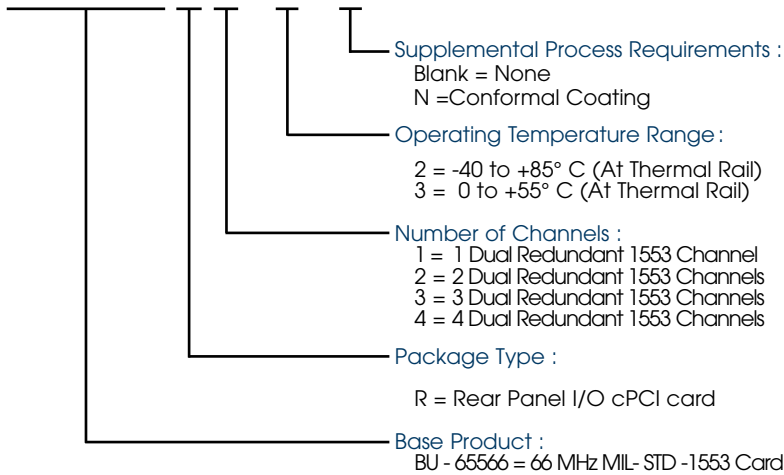 Supplemental Process Requirements :
Blank = None
N =Conformal Coating
Operating Temperature Range :
2 = -40 to +85° C (At Thermal Rail)
3 = 0 to +55° C (At Thermal Rail)
Number of Channels :
1 = 1 Dual Redundant 1553 Channel
2 = 2 Dual Redundant 1553 Channels
3 = 3 Dual Redundant 1553 Channels
4 = 4 Dual Redundant 1553 Channels
Package Type :
R = Rear Panel I/O cPCI card
Base Product :
BU - 65566 = 66 MHz MIL- STD -1553 Card